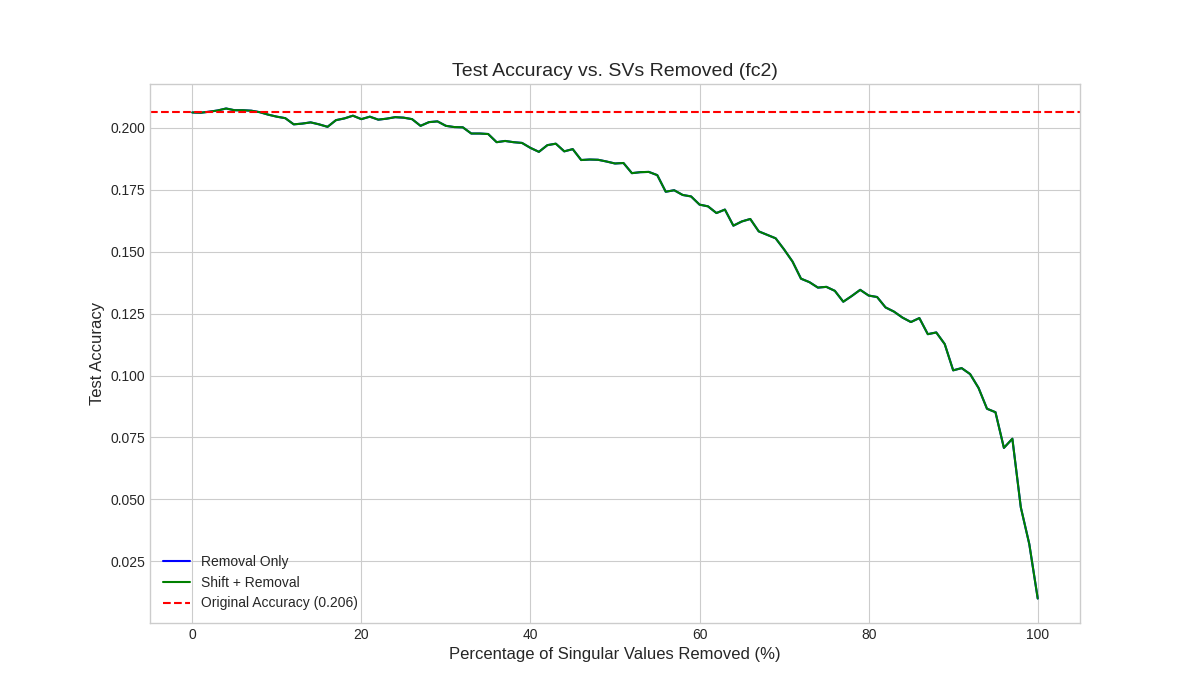 Test Accuracy vs. SVs Removed (fc2)
Test Accuracy
0.200
0.175
0.150
0.125
0.100
0.075
0.050
0.025
Removal Only
Shift + Removal
Original Accuracy (0.206)
0 20 40 60 80 100
Percentage of Singular Values Removed (%)